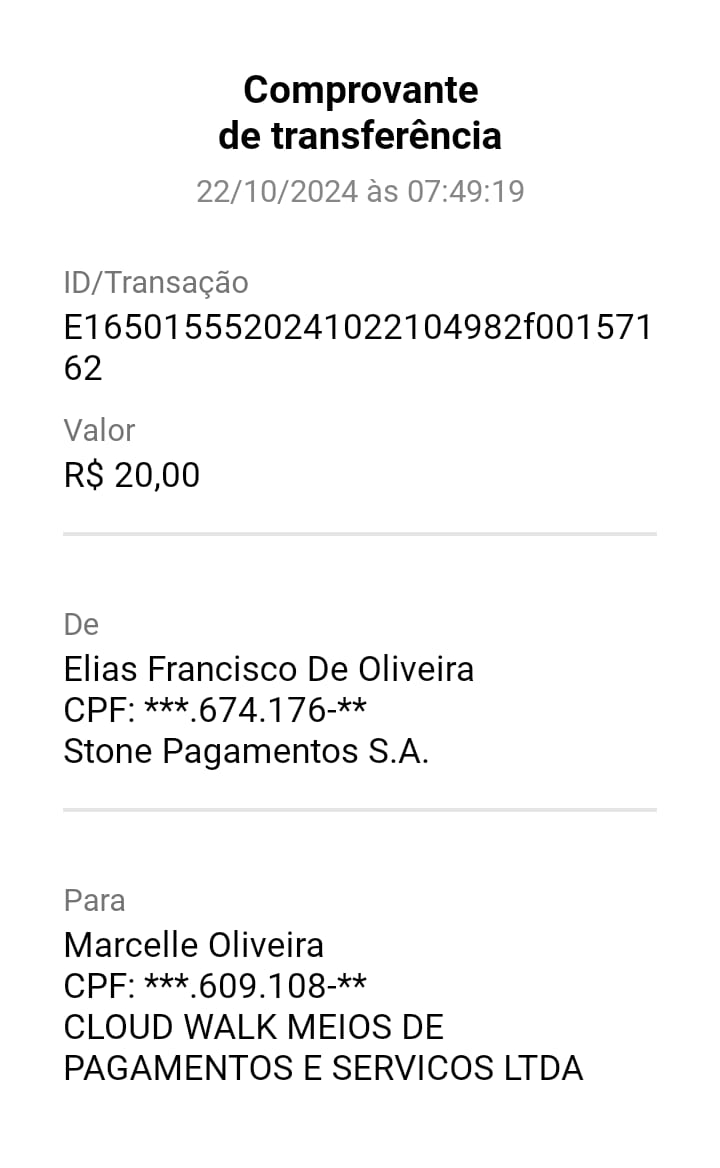 Comprovante
de transferência
22/10/2024 às 07:49:19
ID/Transação
E1650155520241022104982f001571
62
Valor
R$ 20,00
De
Elias Francisco De Oliveira
CPF: ***.674.176-**
Stone Pagamentos S.A.
Para
Marcelle Oliveira
CPF: ***.609.108-**
CLOUD WALK MEIOS DE
PAGAMENTOS E SERVICOS LTDA